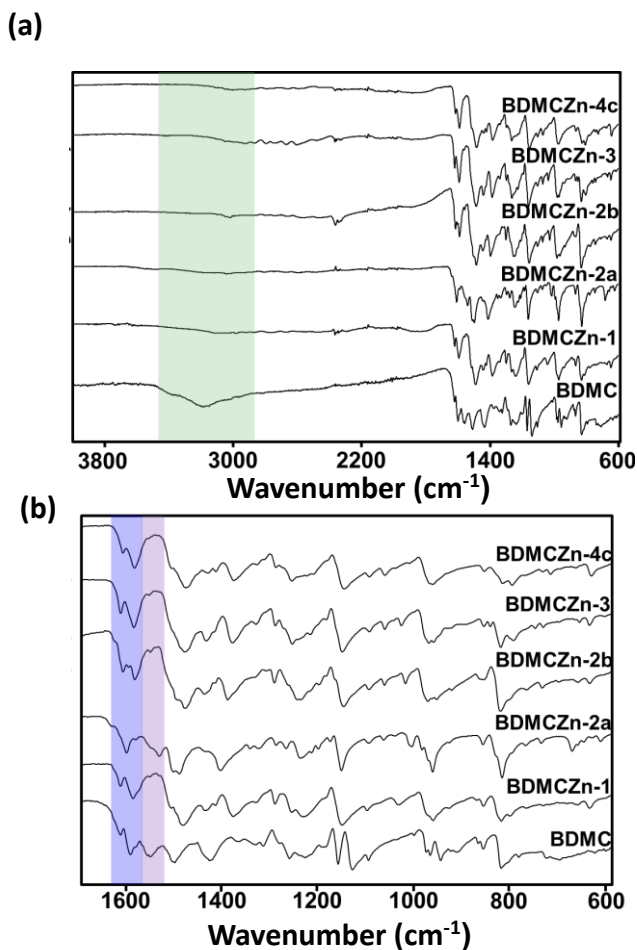 (a)
BDMCZn-4c
BDMCZn-3
BDMCZn-2b
BDMCZn-2a
BDMCZn-1
BDMC
3800 3000 2200 1400 600
Wavenumber (cm-1)
(b)
BDMCZn-4c
BDMCZn-3
BDMCZn-2b
BDMCZn-2a
BDMCZn-1
BDMC
1600 1400 1200 1000 800 600
Wavenumber (cm-1)